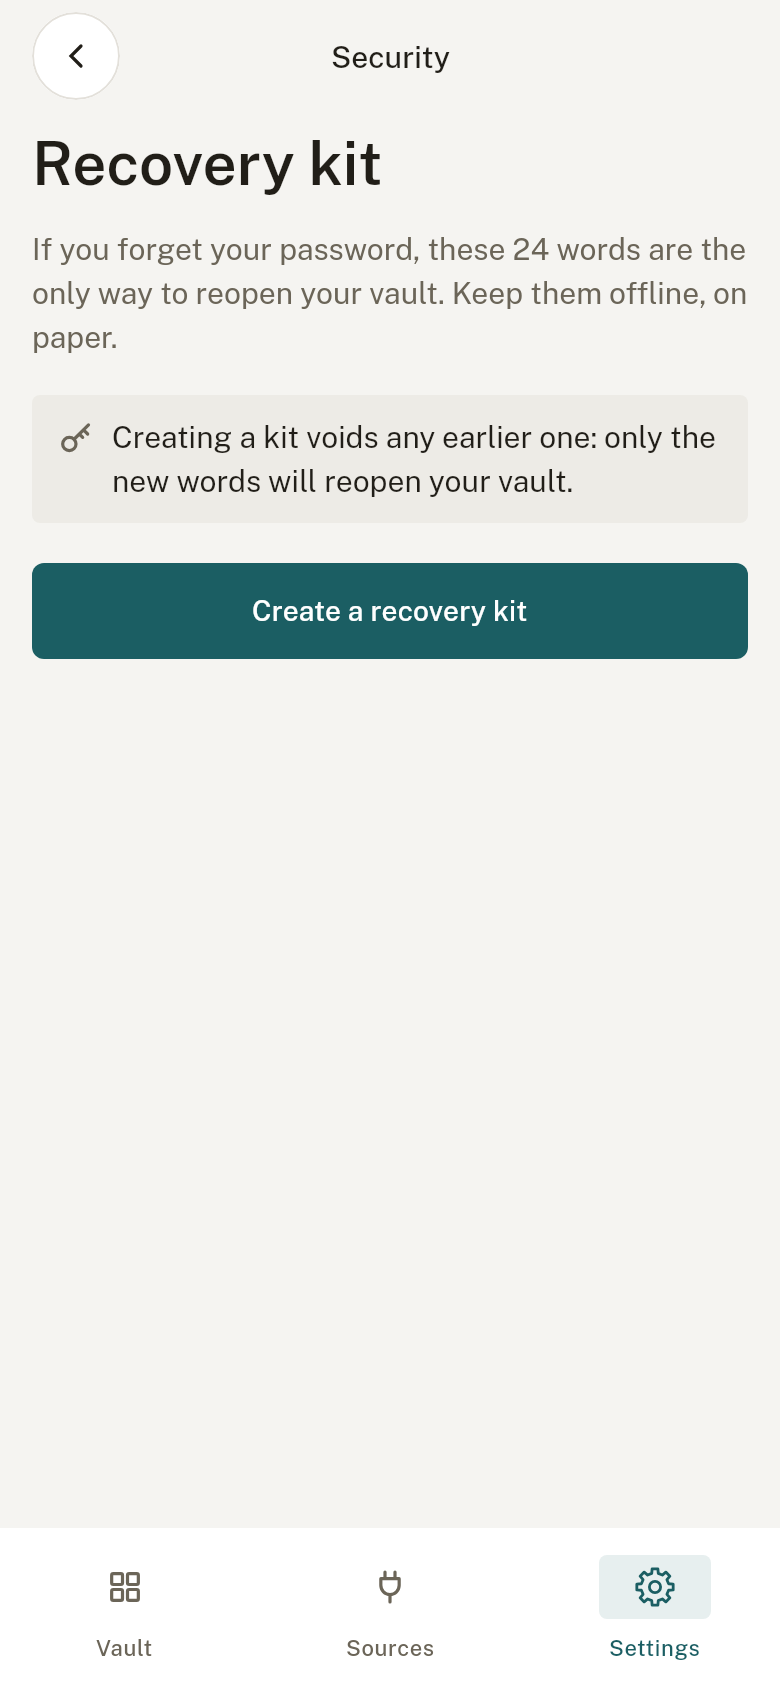 Security
Recovery kit
If you forget your password, these 24 words are the
only way to reopen your vault. Keep them offline, on
paper.
Creating a kit voids any earlier one: only the
new words will reopen your vault.
Create a recovery kit
Vault
Sources
Settings